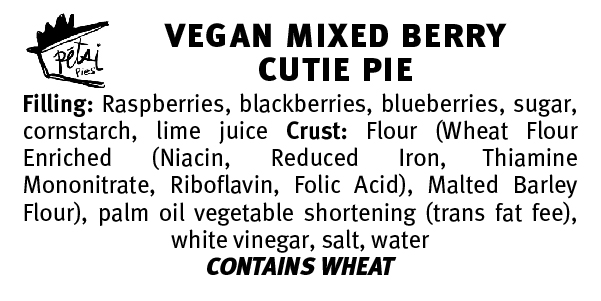 pétsi
Pies
VEGAN MIXED BERRY
CUTIE PIE
Filling: Raspberries, blackberries, blueberries, sugar,
cornstarch, lime juice Crust: Flour (Wheat Flour
Enriched (Niacin, Reduced Iron, Thiamine
Mononitrate, Riboflavin, Folic Acid), Malted Barley
Flour), palm oil vegetable shortening (trans fat fee),
white vinegar, salt, water
CONTAINS WHEAT